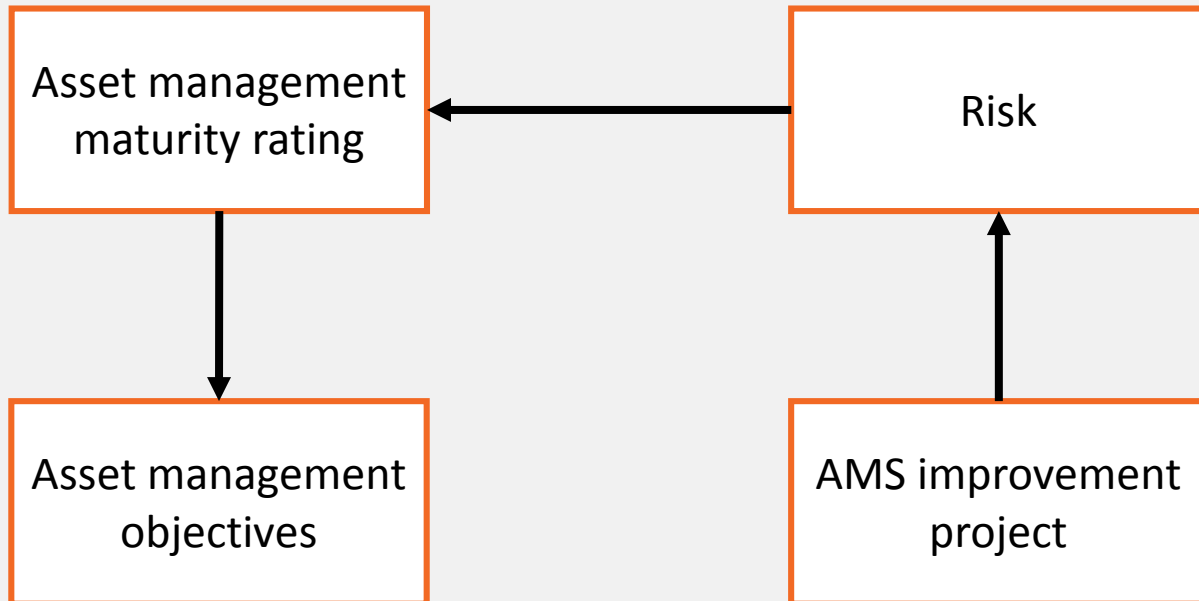 Asset management
maturity rating
Risk
Asset management
objectives
AMS improvement
project